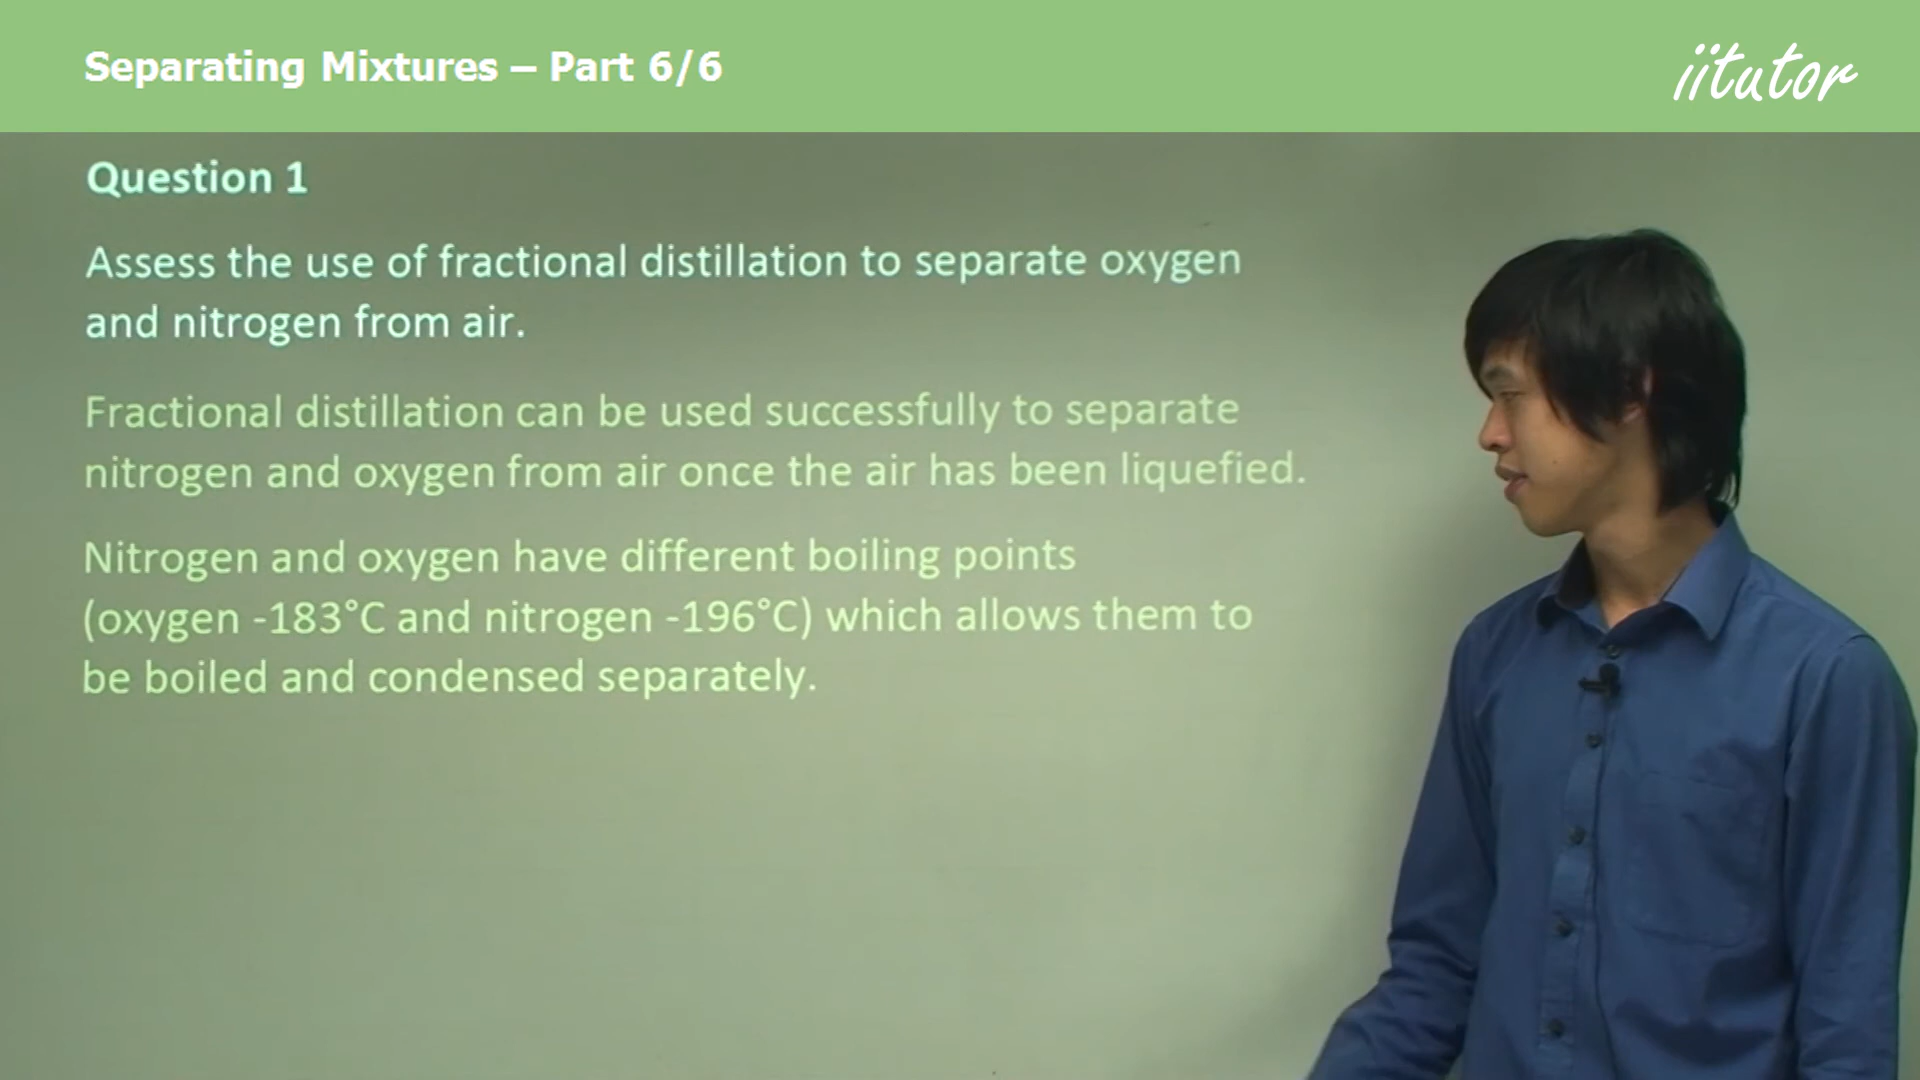 Separating Mixtures – Part 6/6
iitutor
Question 1
Assess the use of fractional distillation to separate oxygen
and nitrogen from air.
Fractional distillation can be used successfully to separate
nitrogen and oxygen from air once the air has been liquefied.
Nitrogen and oxygen have different boiling points
(oxygen -183°C and nitrogen -196°C) which allows them to
be boiled and condensed separately.